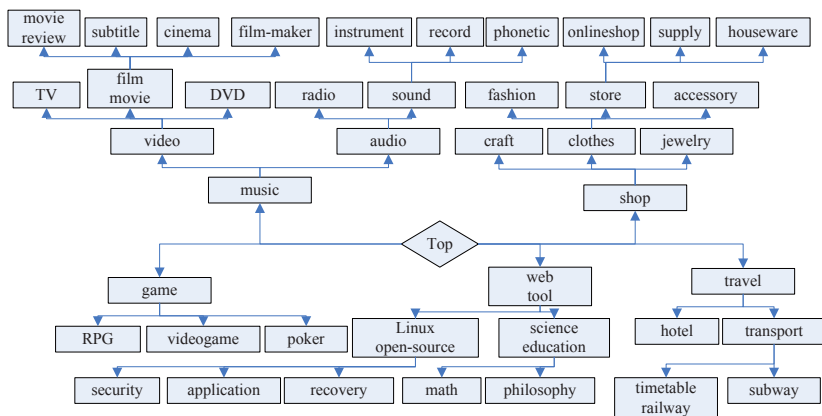 movie
review
subtitle
cinema
film-maker
instrument
record
phonetic
onlineshop
supply
houseware
TV
film
movie
DVD
radio
sound
fashion
store
accessory
video
audio
craft
clothes
jewelry
music
shop
Top
game
web
tool
travel
RPG
videogame
poker
Linux
open-source
science
education
hotel
transport
security
application
recovery
math
philosophy
timetable
railway
subway